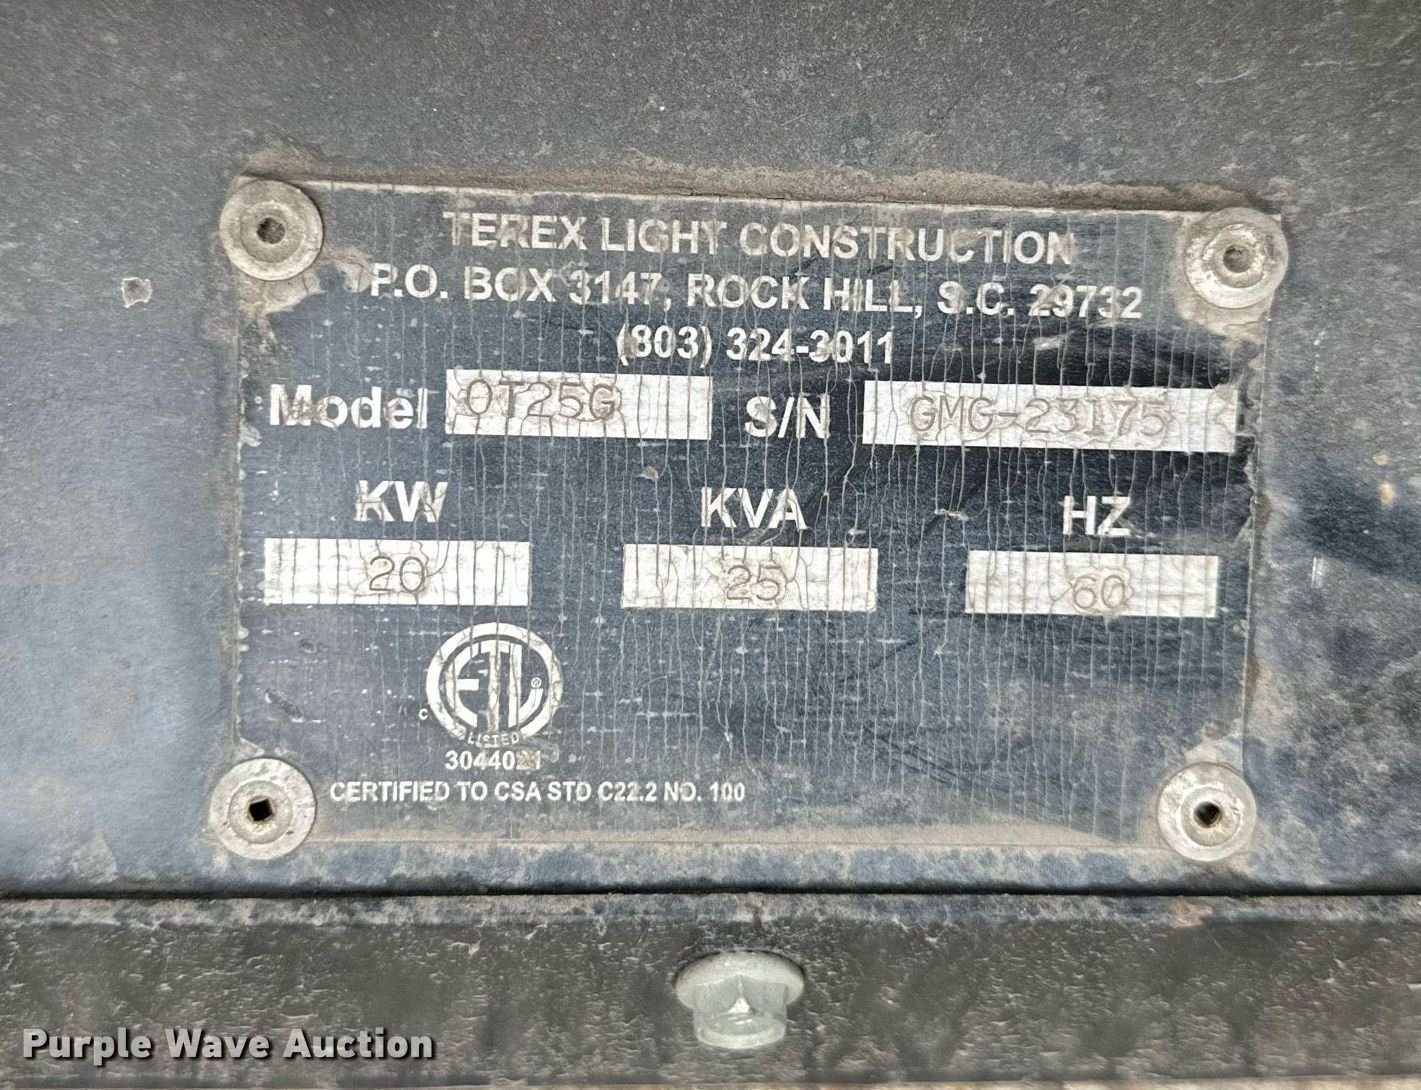 TEREX LIGHT CONSTRUCTION
P.O. BOX 3147, ROCK HILL, S.C. 29732
(803) 324-3011
Model OT25G S/N GMG-23175
KW KVA HZ
20 25 60
ETL ®
C
LISTED
3044021
CERTIFIED TO CSA STD C22.2 NO. 100
Purple Wave Auction